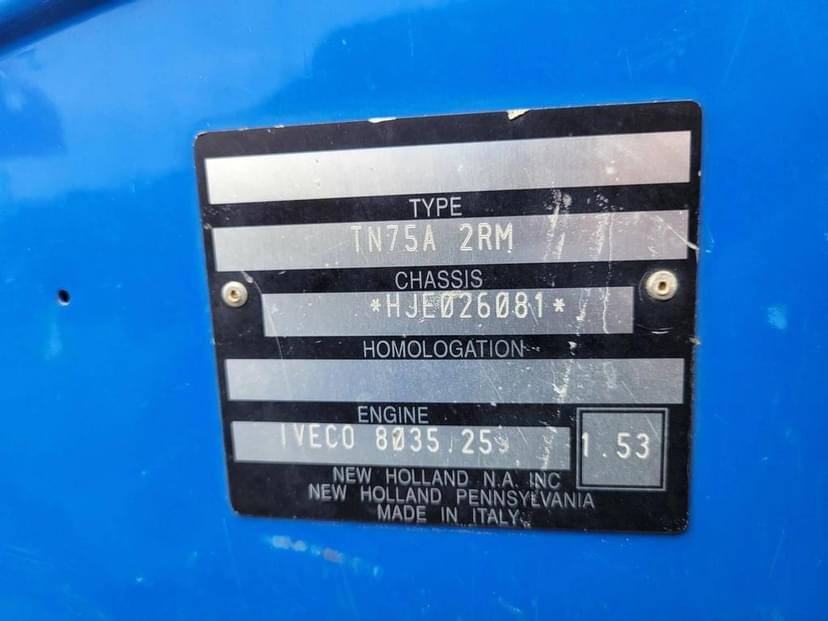 TYPE
TN75A 2RM
CHASSIS
*HJE026081*
HOMOLOGATION
ENGINE
IVECO 8035.25
1.53
NEW HOLLAND N.A. INC
NEW HOLLAND PENNSYLVANIA
MADE IN ITALY